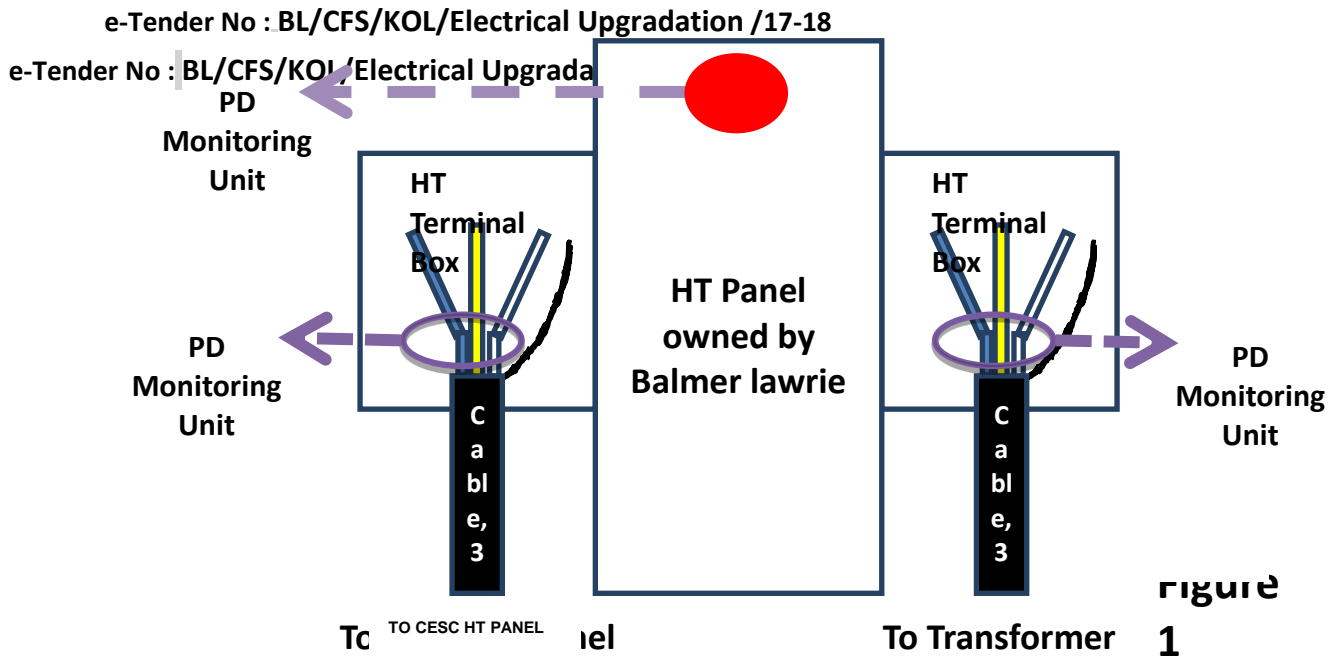 e-Tender No : BL/CFS/KOL/Electrical Upgradation /17-18
e-Tender No : BL/CFS/KOL/Electrical Upgrada
PD
Monitoring
Unit
HT
Terminal
Box
HT
Terminal
Box
HT Panel
owned by
Balmer lawrie
PD
Monitoring
Unit
PD
Monitoring
Unit
C
a
bl
e,
3
C
a
bl
e,
3
Figure
1
To
TO CESC HT PANEL
el
To Transformer